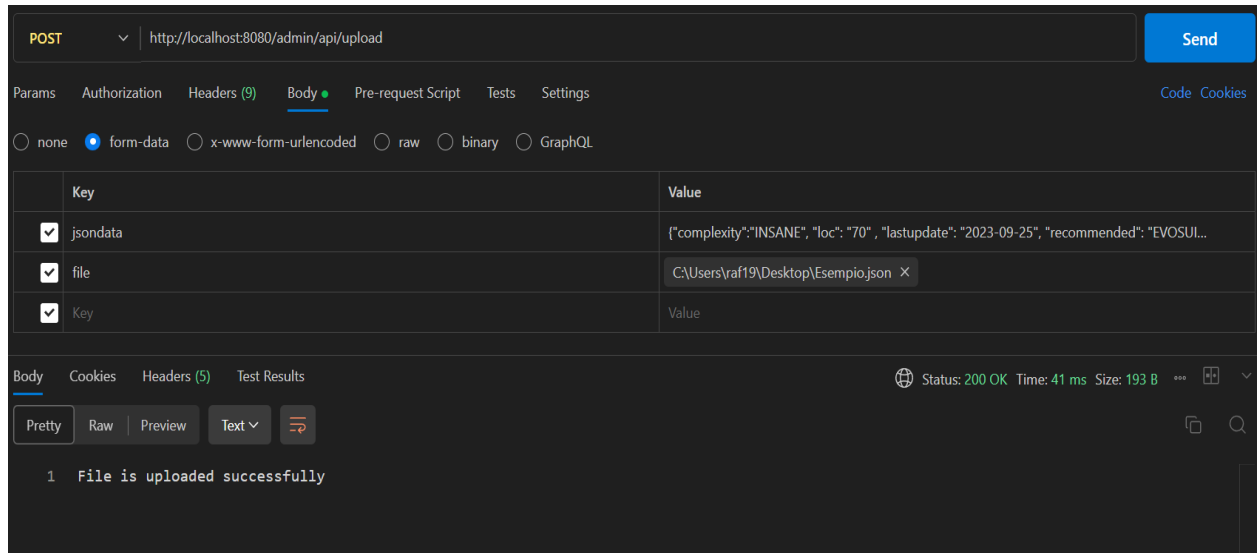 POST http://localhost:8080/admin/api/upload Send
Params Authorization Headers (9) Body Pre-request Script Tests Settings Code Cookies
none form-data x-www-form-urlencoded raw binary GraphQL
Key Value
jsondata {"complexity":"INSANE", "loc": "70" , "lastupdate": "2023-09-25", "recommended": "EVOSUI...
file C:\Users\raf19\Desktop\Esempio.json ×
Key Value
Body Cookies Headers (5) Test Results Status: 200 OK Time: 41 ms Size: 193 B
Pretty Raw Preview Text
1 File is uploaded successfully